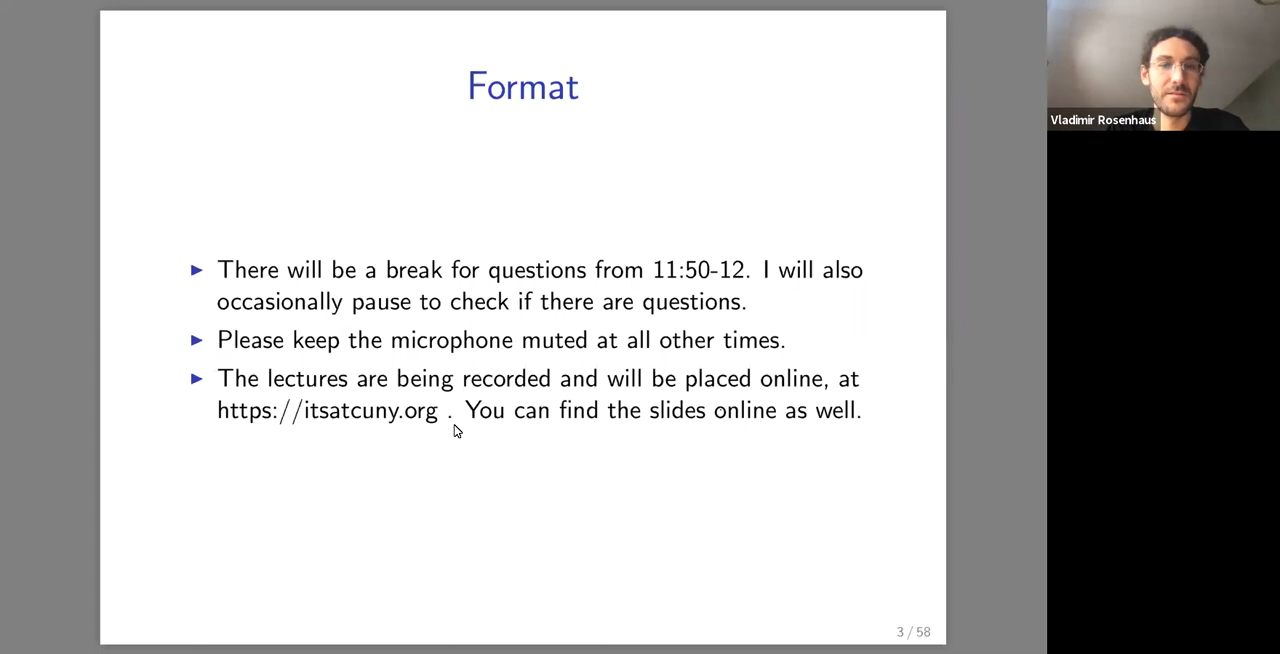 Format
Vladimir Rosenhaus
▶ There will be a break for questions from 11:50-12. I will also
occasionally pause to check if there are questions.
▶ Please keep the microphone muted at all other times.
▶ The lectures are being recorded and will be placed online, at
https://itsatcuny.org . You can find the slides online as well.
3 / 58